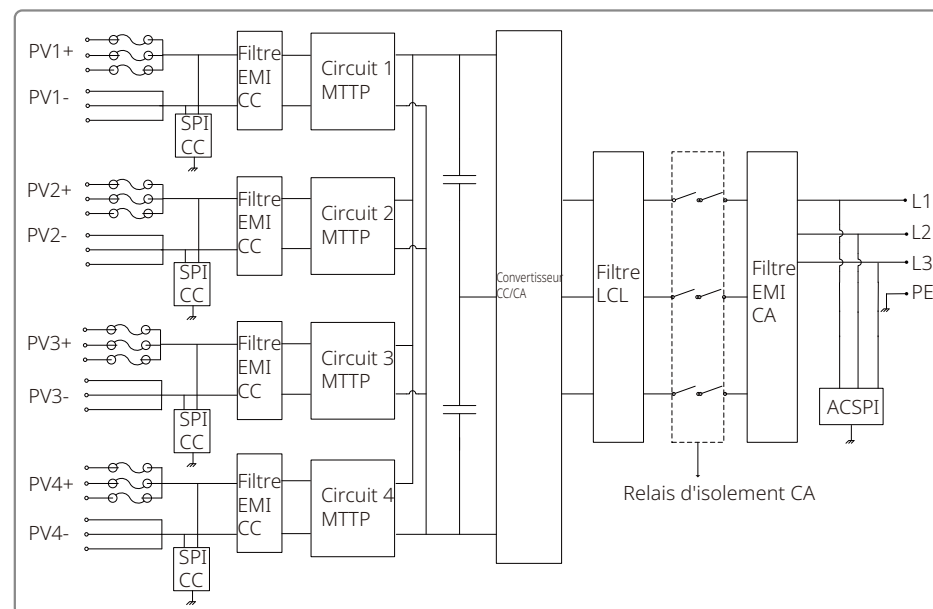 PV1+
PV1-
SPI
CC
Filtre
EMI
CC
Circuit 1
MTTP
PV2+
PV2-
SPI
CC
Filtre
EMI
CC
Circuit 2
MTTP
PV3+
PV3-
SPI
CC
Filtre
EMI
CC
Circuit 3
MTTP
PV4+
PV4-
SPI
CC
Filtre
EMI
CC
Circuit 4
MTTP
Convertisseur
CC/CA
Filtre
LCL
Relais d'isolement CA
Filtre
EMI
CA
L1
L2
L3
PE
ACSPI